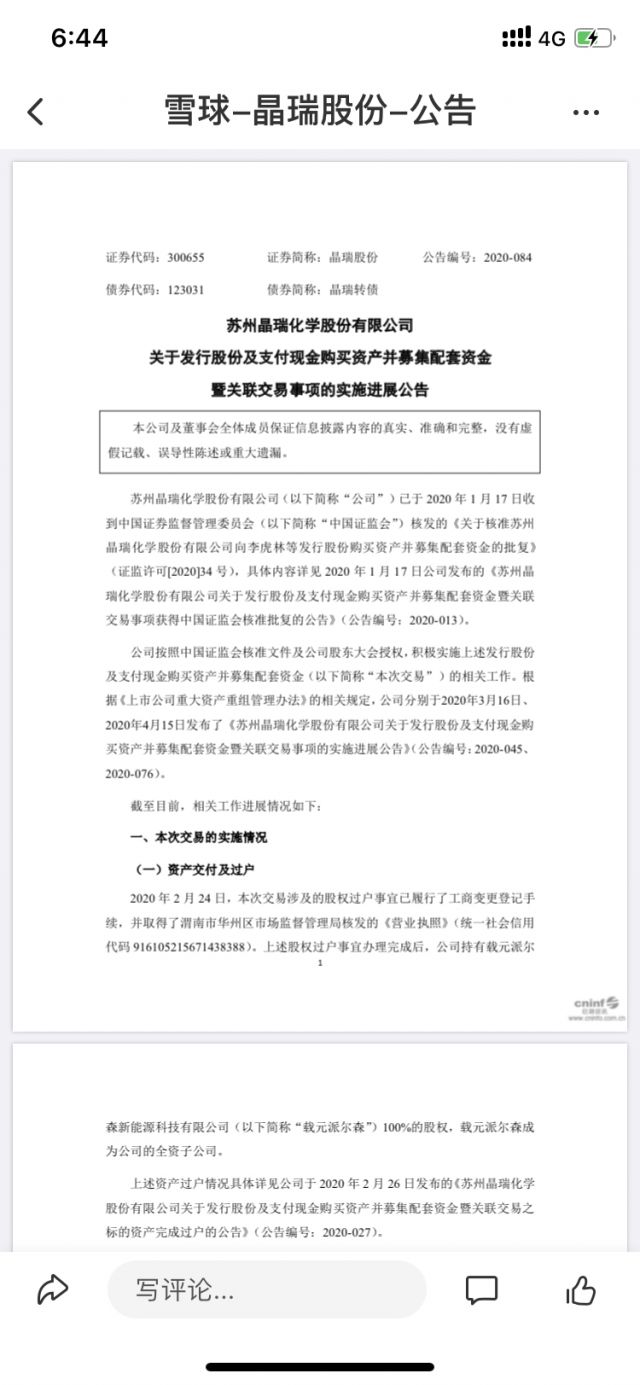 6:44
4G
雪球-晶瑞股份-公告
证券代码：300655 证券简称：晶瑞股份 公告编号：2020-084
债券代码：123031 债券简称：晶瑞转债
苏州晶瑞化学股份有限公司
关于发行股份及支付现金购买资产并募集配套资金
暨关联交易事项的实施进展公告
本公司及董事会全体成员保证信息披露内容的真实、准确和完整，没有虚
假记载、误导性陈述或重大遗漏。
苏州晶瑞化学股份有限公司（以下简称“公司”）已于 2020 年 1 月 17 日收
到中国证券监督管理委员会（以下简称“中国证监会”）核发的《关于核准苏州
晶瑞化学股份有限公司向李虎林等发行股份购买资产并募集配套资金的批复》
（证监许可[2020]34 号），具体内容详见 2020 年 1 月 17 日公司发布的《苏州晶
瑞化学股份有限公司关于发行股份及支付现金购买资产并募集配套资金暨关联
交易事项获得中国证监会核准批复的公告》（公告编号：2020-013）。
公司按照中国证监会核准文件及公司股东大会授权，积极实施上述发行股份
及支付现金购买资产并募集配套资金（以下简称“本次交易”）的相关工作。根
据《上市公司重大资产重组管理办法》的相关规定，公司分别于2020年3月16日、
2020年4月15日发布了《苏州晶瑞化学股份有限公司关于发行股份及支付现金购
买资产并募集配套资金暨关联交易事项的实施进展公告》（公告编号：2020-045、
2020-076）。
截至目前，相关工作进展情况如下：
一、本次交易的实施情况
（一）资产交付及过户
2020 年 2 月 24 日，本次交易涉及的股权过户事宜已履行了工商变更登记手
续，并取得了渭南市华州区市场监督管理局核发的《营业执照》（统一社会信用
代码 916105215671438388）。上述股权过户事宜办理完成后，公司持有载元派尔
1
cninf
巨潮资讯
www.cninfo.com.cn
森新能源科技有限公司（以下简称“载元派尔森”）100%的股权，载元派尔森成
为公司的全资子公司。
上述资产过户情况具体详见公司于 2020 年 2 月 26 日发布的《苏州晶瑞化学
股份有限公司关于发行股份及支付现金购买资产并募集配套资金暨关联交易之
标的资产完成过户的公告》（公告编号：2020-027）。
写评论...